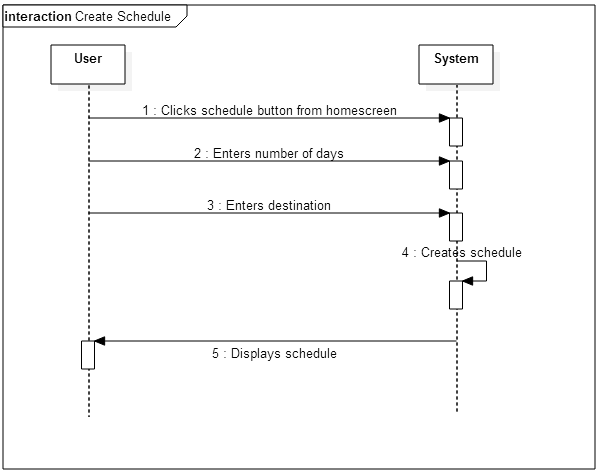 interaction Create Schedule
User
System
1 : Clicks schedule button from homescreen
2 : Enters number of days
3 : Enters destination
4 : Creates schedule
5 : Displays schedule